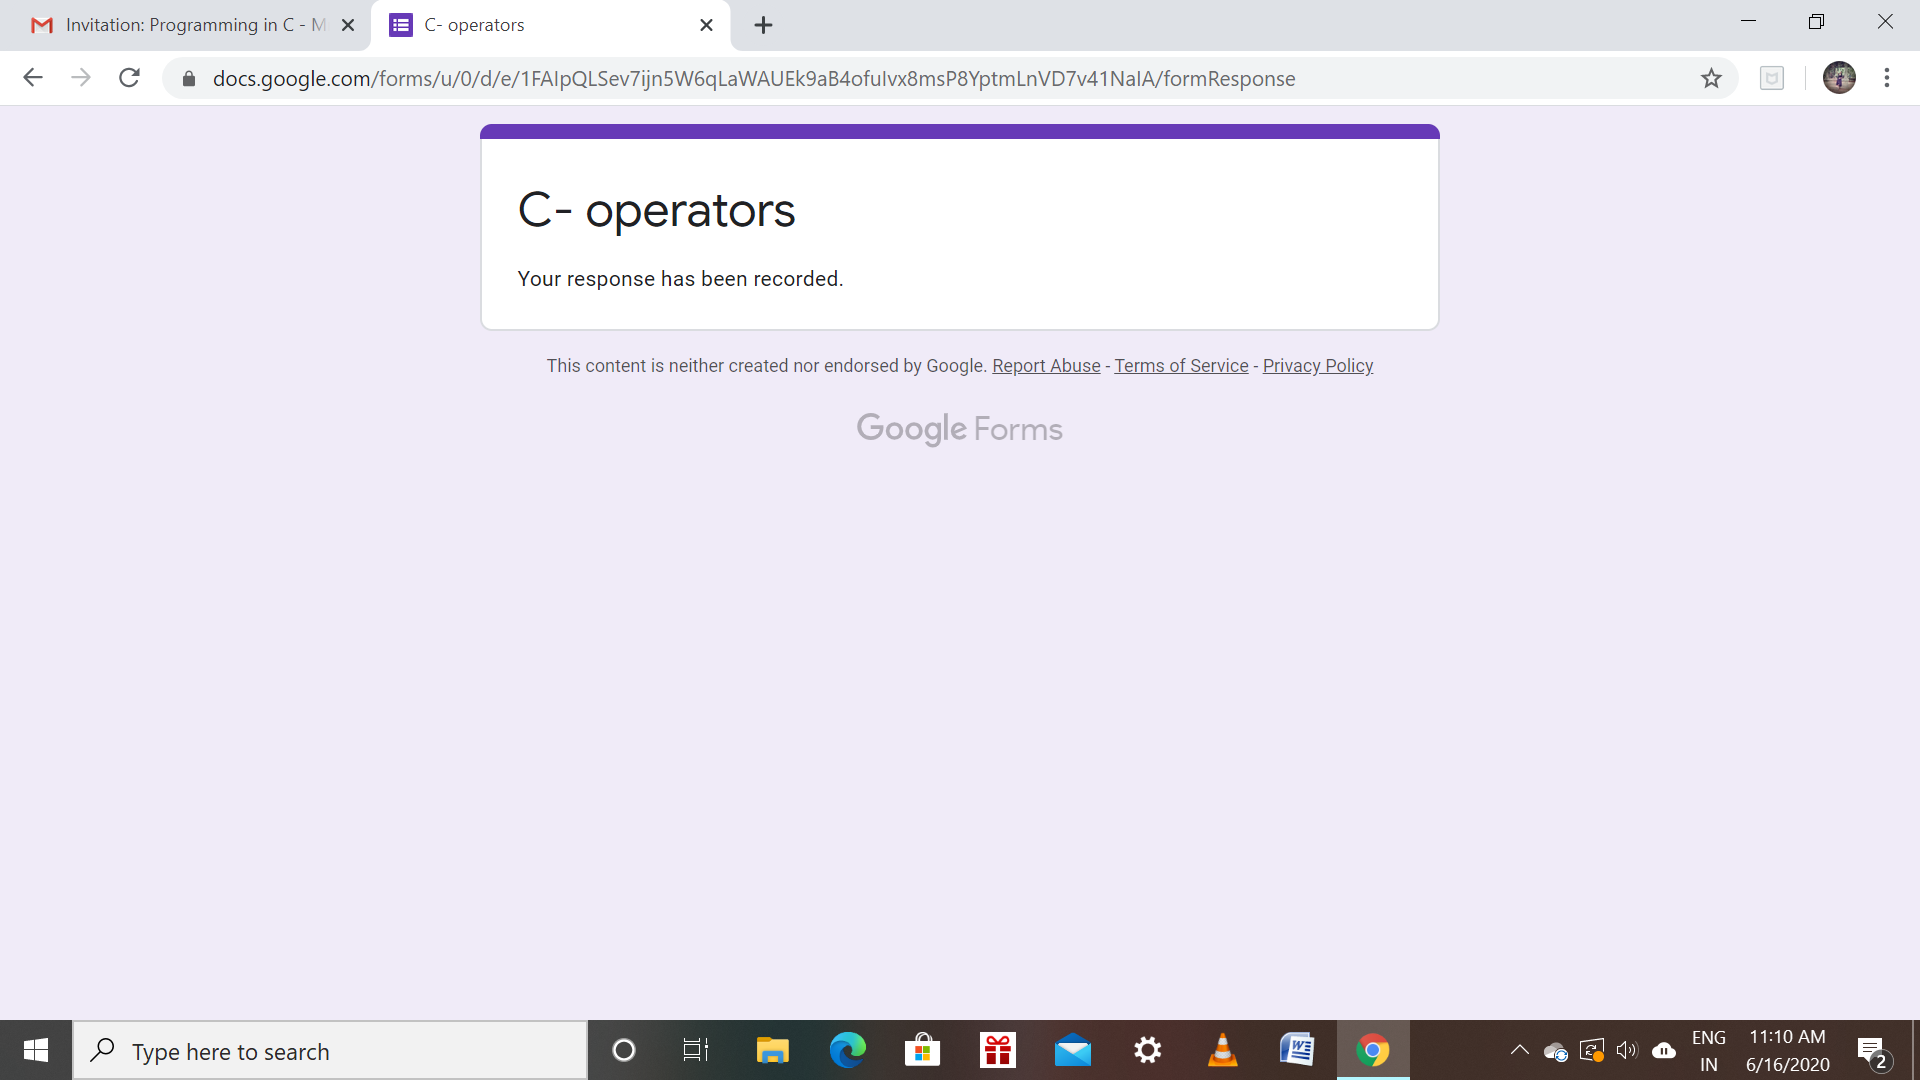 Invitation: Programming in C - M
C- operators
docs.google.com/forms/u/0/d/e/1FAIpQLSev7ijn5W6qLaWAUEk9aB4ofuIvx8msP8YptmLnVD7v41NaIA/formResponse
C- operators
Your response has been recorded.
This content is neither created nor endorsed by Google. Report Abuse - Terms of Service - Privacy Policy
Google Forms
Type here to search
ENG
IN
11:10 AM
6/16/2020
2